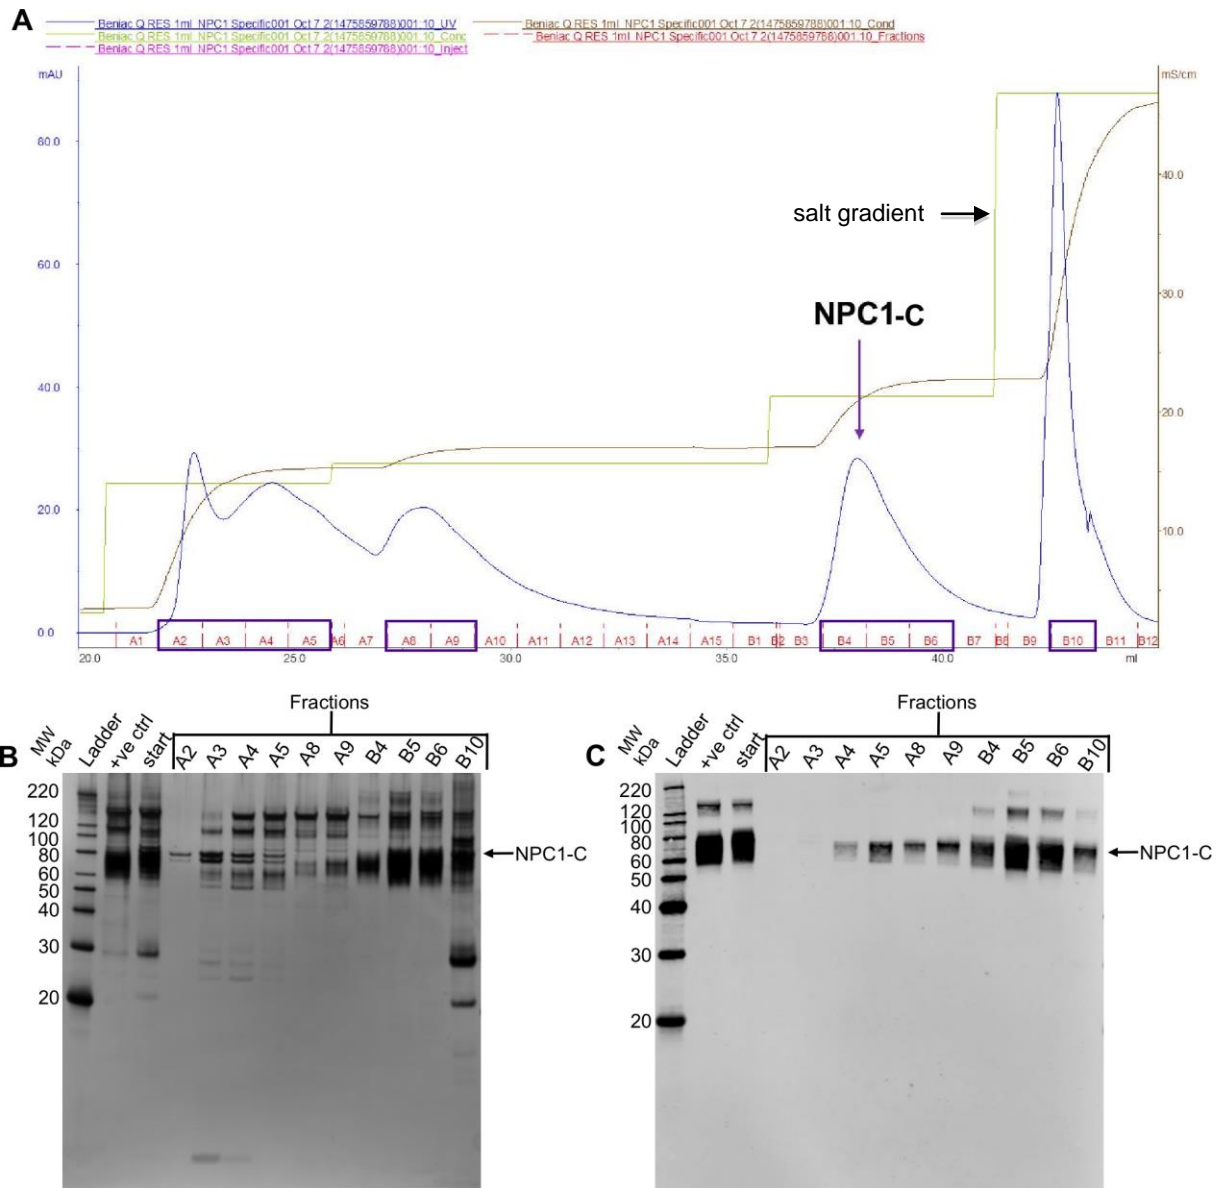 A
Beniac Q RES 1ml NPC1 Specific001 Oct 7 2(1475859788)001:10_UV
Beniac Q RES 1ml NPC1 Specific001 Oct 7 2(1475859788)001:10_Cond
Beniac Q RES 1ml NPC1 Specific001 Oct 7 2(1475859788)001:10_Conc
Beniac Q RES 1ml NPC1 Specific001 Oct 7 2(1475859788)001:10_Fractions
Beniac Q RES 1ml NPC1 Specific001 Oct 7 2(1475859788)001:10_Inject
mAU
mS/cm
80.0
40.0
salt gradient
60.0
30.0
NPC1-C
40.0
20.0
20.0
10.0
0.0
A1 A2 A3 A4 A5 A6 A7 A8 A9 A10 A11 A12 A13 A14 A15 B1 B2 B3 B4 B5 B6 B7 B8 B9 B10 B11 B12
20.0 25.0 30.0 35.0 40.0 ml
B
Fractions
MW kDa Ladder +ve ctrl start A2 A3 A4 A5 A8 A9 B4 B5 B6 B10
220
120
100
80
60
50
40
30
20
NPC1-C
C
Fractions
MW kDa Ladder +ve ctrl start A2 A3 A4 A5 A8 A9 B4 B5 B6 B10
220
120
100
80
60
50
40
30
20
NPC1-C